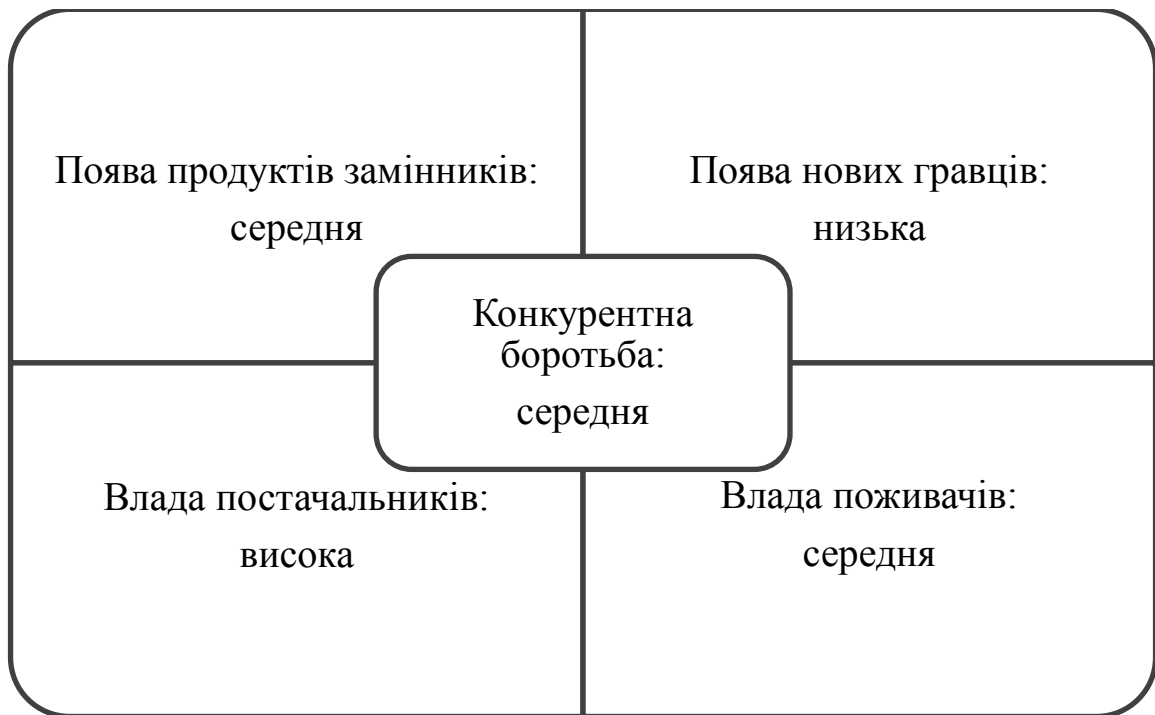 Поява продуктів замінників:
середня
Поява нових гравців:
низька
Конкурентна
боротьба:
середня
Влада постачальників:
висока
Влада поживачів:
середня